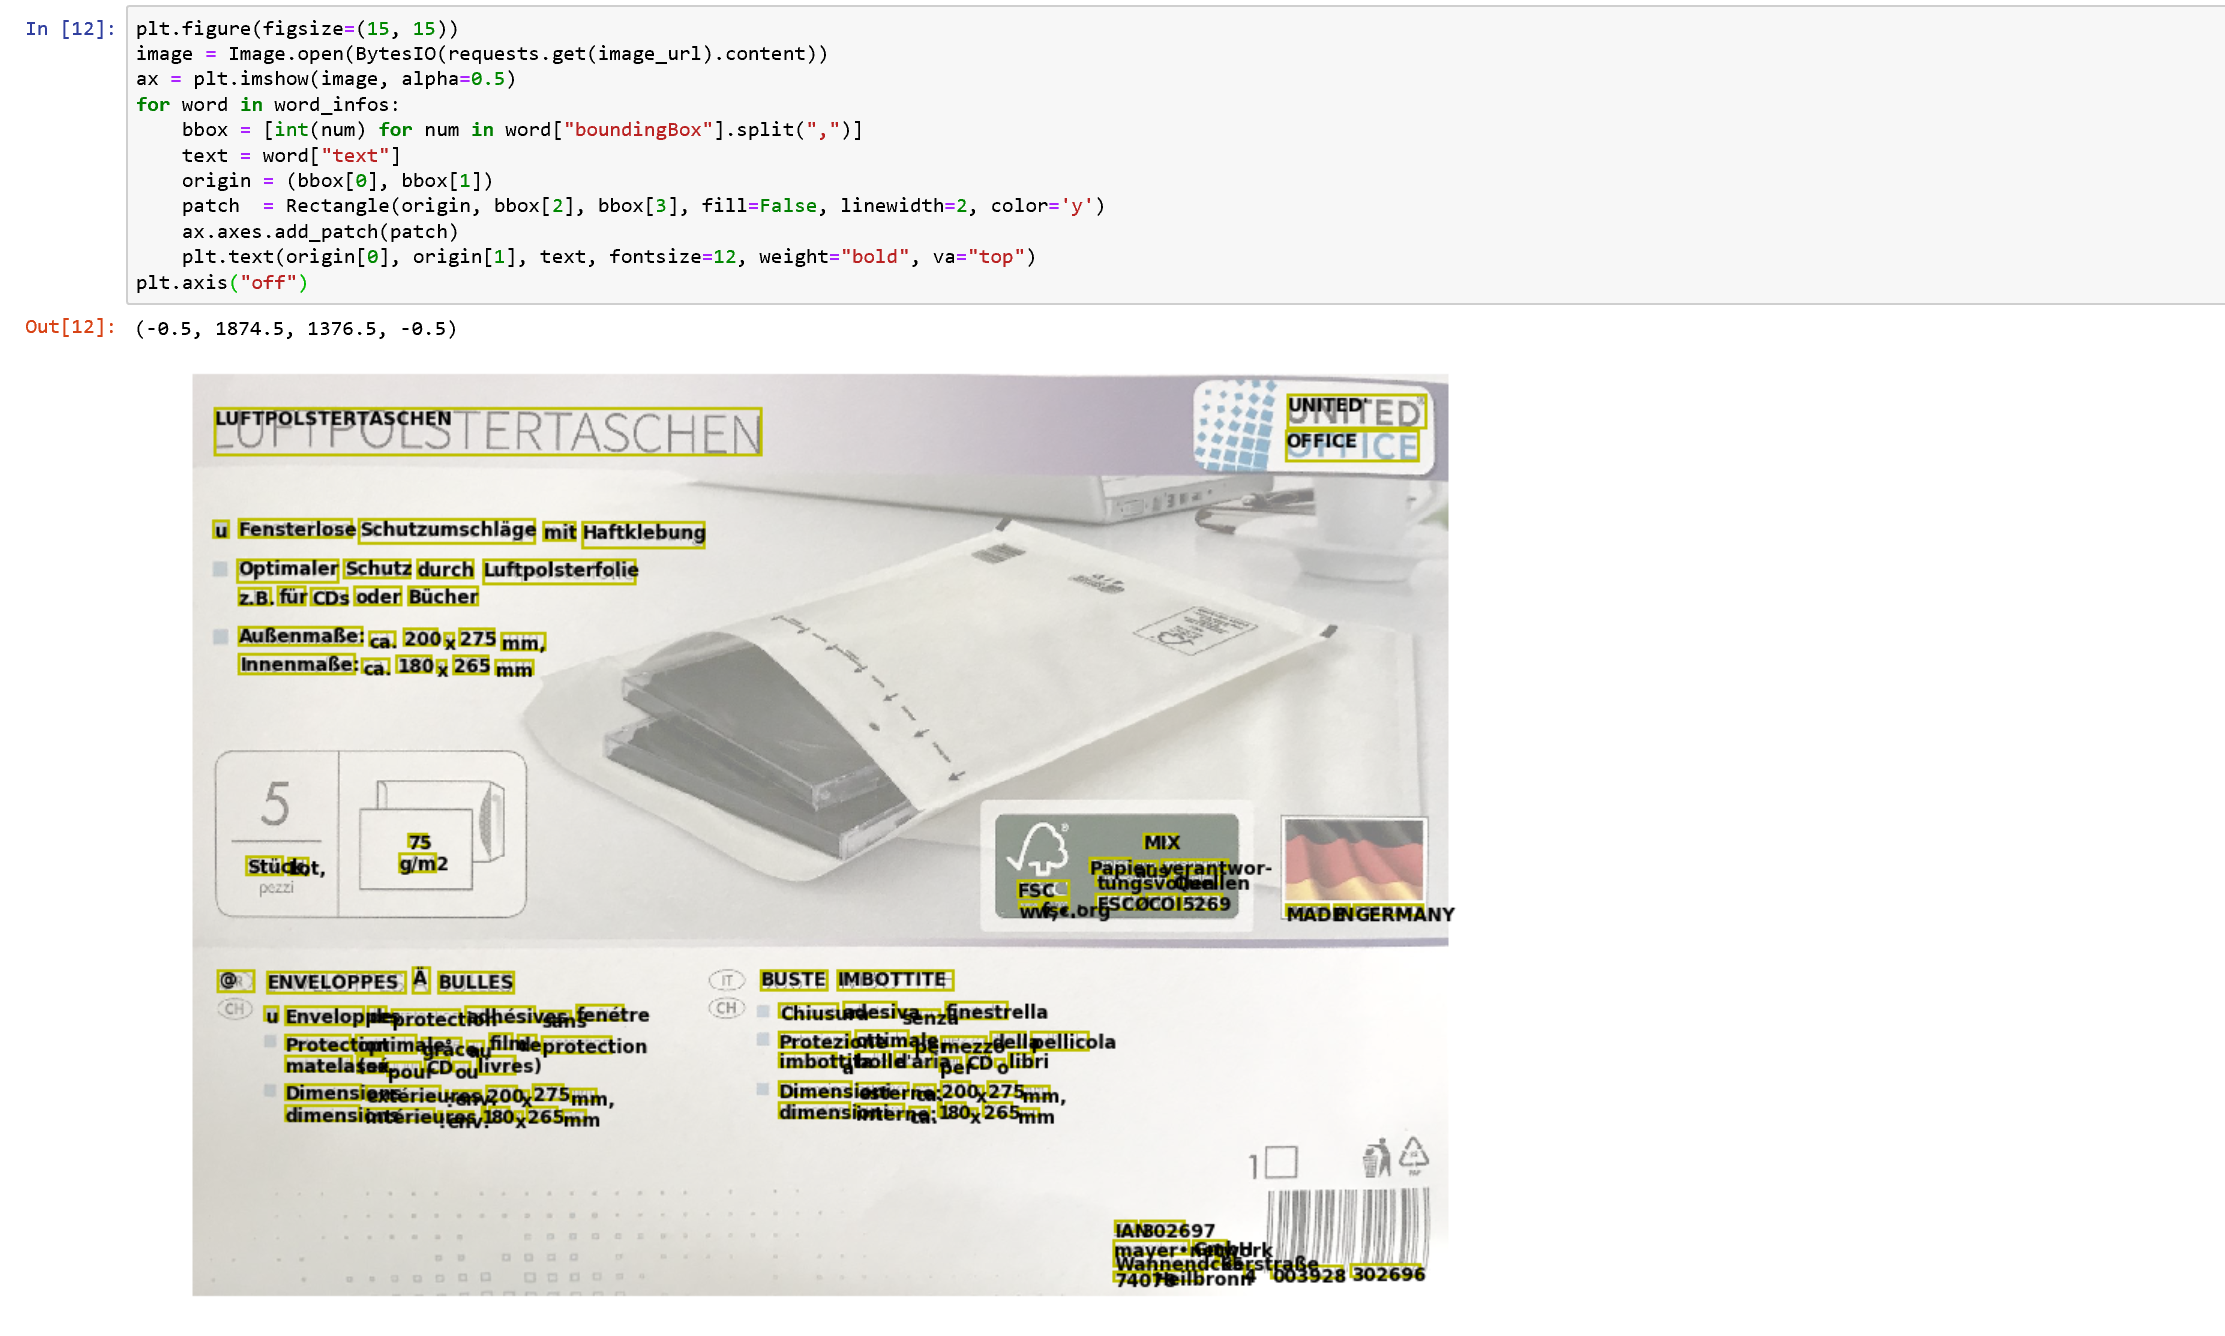 In [12]:
plt.figure(figsize=(15, 15))
image = Image.open(BytesIO(requests.get(image_url).content))
ax = plt.imshow(image, alpha=0.5)
for word in word_infos:
    bbox = [int(num) for num in word["boundingBox"].split(",")]
    text = word["text"]
    origin = (bbox[0], bbox[1])
    patch  = Rectangle(origin, bbox[2], bbox[3], fill=False, linewidth=2, color='y')
    ax.axes.add_patch(patch)
    plt.text(origin[0], origin[1], text, fontsize=12, weight="bold", va="top")
plt.axis("off")
Out[12]: (-0.5, 1874.5, 1376.5, -0.5)
LUFTPOLSTERTASCHEN
LUFTPOLSTERTASCHEN
UNITED'
UNITED
OFFICE
OFFICE
u Fensterlose Schutzumschläge mit Haftklebung
Optimaler Schutz durch Luftpolsterfolie
z.B. für CDs oder Bücher
Außenmaße: ca. 200 x 275 mm,
Innenmaße: ca. 180 x 265 mm
5
Stück,
pezzi
75
g/m2
MIX
Papier aus verantwor-
tungsvollen Quellen
FSC
MADE IN GERMANY
@ ENVELOPPES Ä BULLES
CH
u Enveloppes de protection adhésives sans fenétre
Protection optimale: grâce au film de protection
pour CD ou livres)
Dimensions extérieures :env. 200 x 275 mm,
dimensions intérieures :env. 180 x 265 mm
IT BUSTE IMBOTTITE
CH
Chiusura adesiva senza finestrella
Protezione ottimale per mezzo della pellicola
imbottita a bolle d'aria per CD o libri
Dimensioni esterne: ca. 200 x 275 mm,
dimensioni interne: ca. 180 x 265 mm
1
PAP
IAN 302697
mayer•network GmbH
74078 Heilbronn
4 003928 302696